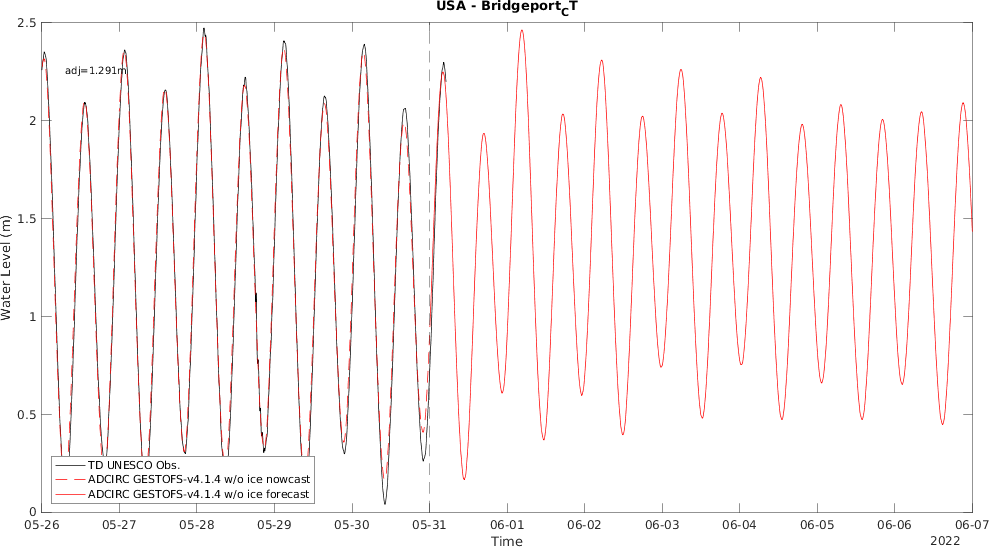 USA - Bridgeport_CT
2.5
adj=1.291m
2
1.5
Water Level (m)
1
0.5
0
TD UNESCO Obs.
ADCIRC GESTOFS-v4.1.4 w/o ice nowcast
ADCIRC GESTOFS-v4.1.4 w/o ice forecast
05-26 05-27 05-28 05-29 05-30 05-31 06-01 06-02 06-03 06-04 06-05 06-06 06-07
Time
2022